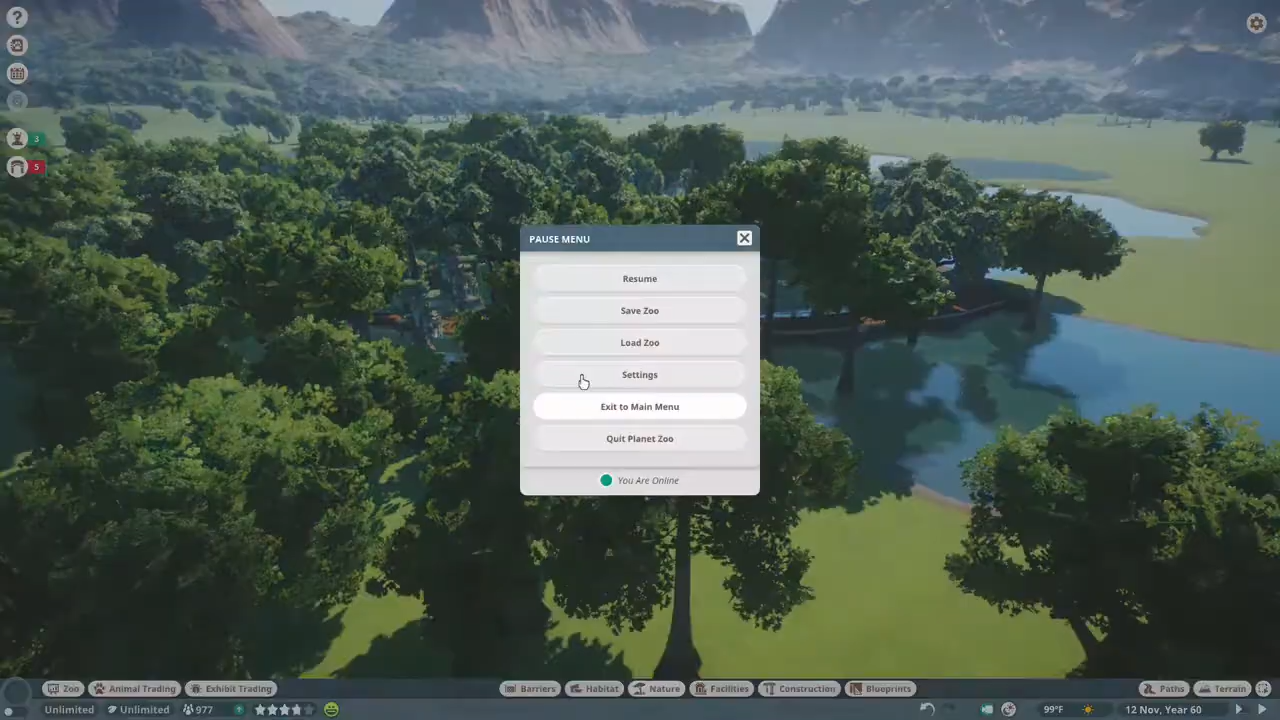 ?
3
5
PAUSE MENU
Resume
Save Zoo
Load Zoo
Settings
Exit to Main Menu
Quit Planet Zoo
You Are Online
Zoo Animal Trading Exhibit Trading Barriers Habitat Nature Facilities Construction Blueprints Paths Terrain
Unlimited Unlimited 977 99°F 12 Nov, Year 60